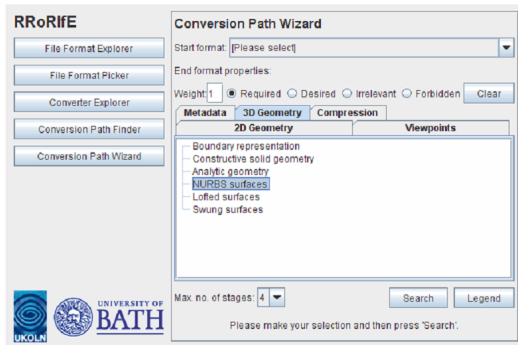 RRoRIfE
File Format Explorer
File Format Picker
Converter Explorer
Conversion Path Finder
Conversion Path Wizard
UKOLN
UNIVERSITY OF
BATH
Conversion Path Wizard
Start format: [Please select]
End format properties:
Weight: 1 Required Desired Irrelevant Forbidden Clear
Metadata 3D Geometry Compression
2D Geometry Viewpoints
Boundary representation
Constructive solid geometry
Analytic geometry
NURBS surfaces
Lofted surfaces
Swung surfaces
Max. no. of stages: 4 Search Legend
Please make your selection and then press 'Search'.